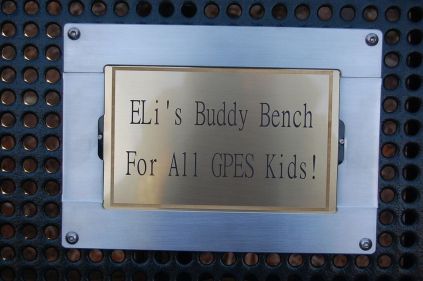 ELi's Buddy Bench
For All GPES Kids!